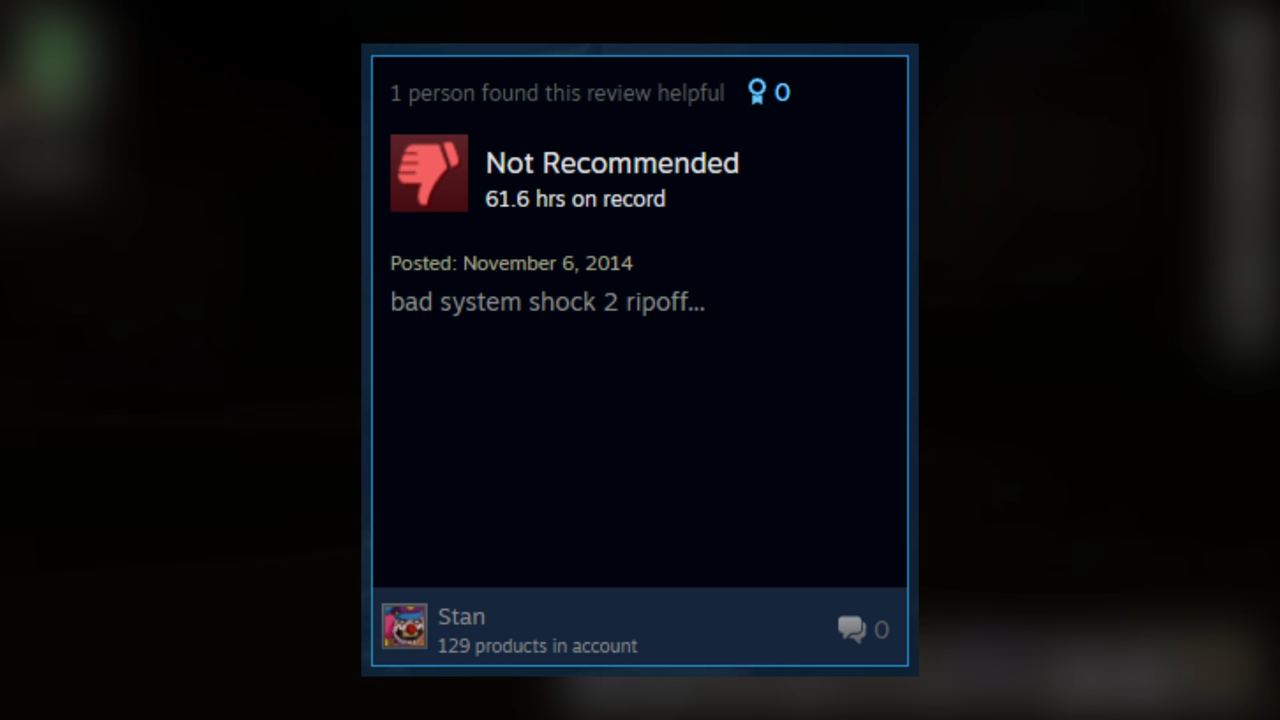 1 person found this review helpful 0
Not Recommended
61.6 hrs on record
Posted: November 6, 2014
bad system shock 2 ripoff...
Stan
129 products in account
0